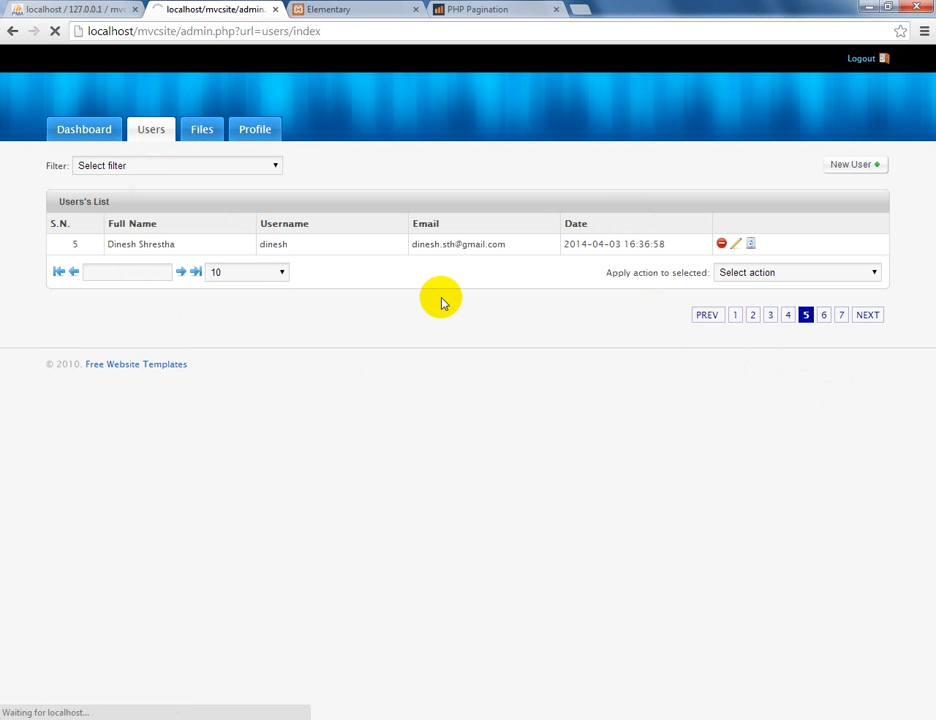 localhost / 127.0.0.1 / mvc
localhost/mvcsite/admin.
Elementary
PHP Pagination
localhost/mvcsite/admin.php?url=users/index
Logout
Dashboard
Users
Files
Profile
Filter: Select filter
New User
Users's List
S.N. Full Name Username Email Date
5 Dinesh Shrestha dinesh dinesh.sth@gmail.com 2014-04-03 16:36:58
10 Apply action to selected: Select action
PREV 1 2 3 4 5 6 7 NEXT
© 2010. Free Website Templates
Waiting for localhost...